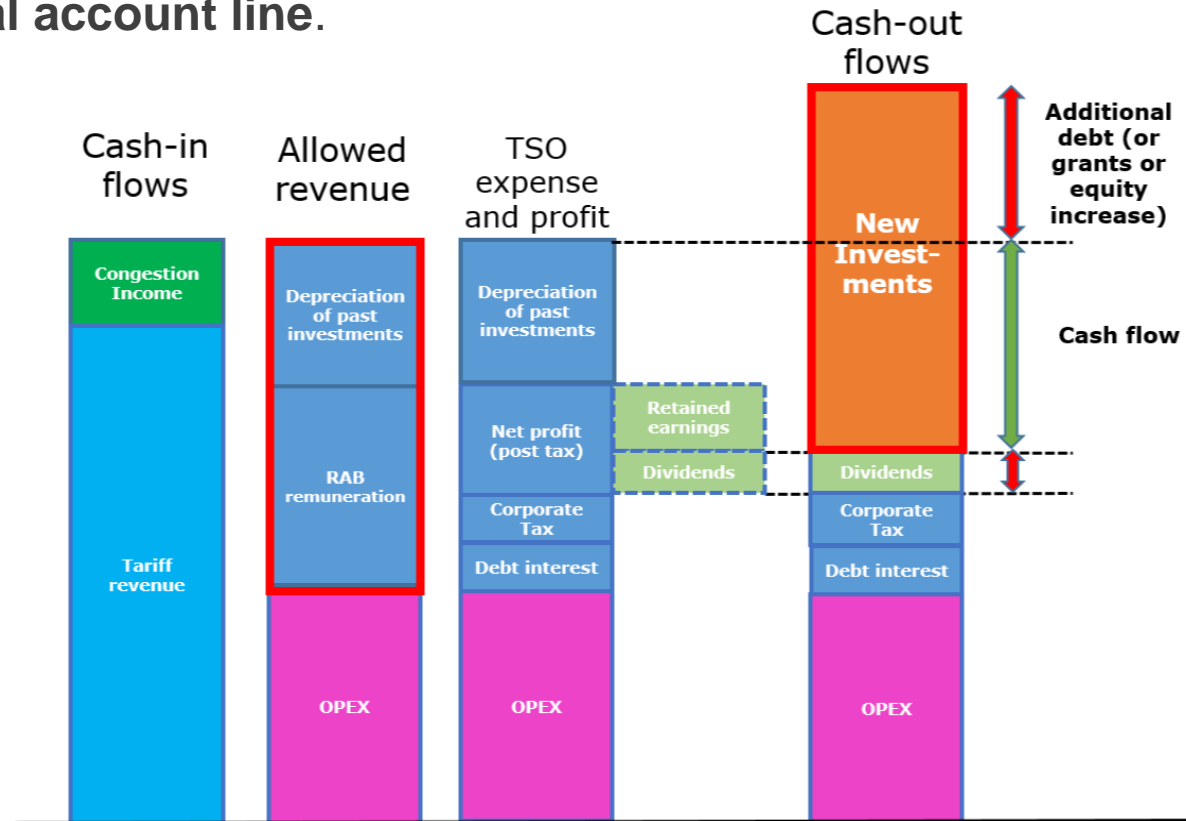 al account line.
Cash-in
flows
Allowed
revenue
TSO
expense
and profit
Cash-out
flows
Congestion
Income
Tariff
revenue
Depreciation
of past
investments
RAB
remuneration
OPEX
Depreciation
of past
investments
Net profit
(post tax)
Corporate
Tax
Debt interest
OPEX
Retained
earnings
Dividends
New
Invest-
ments
Dividends
Corporate
Tax
Debt interest
OPEX
Additional
debt (or
grants or
equity
increase)
Cash flow